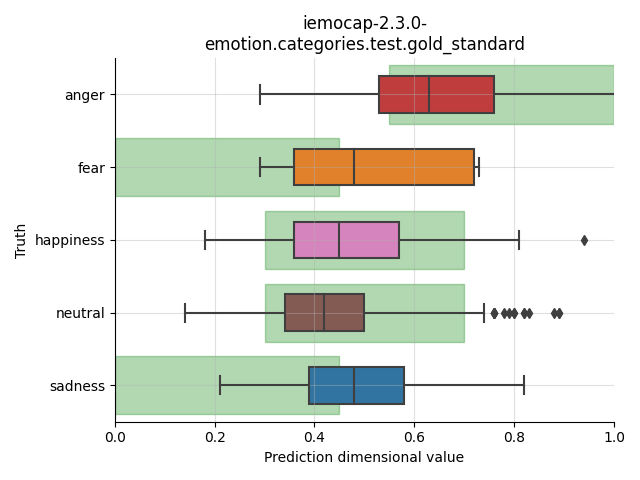 iemocap-2.3.0-
emotion.categories.test.gold_standard
anger
fear
happiness
neutral
sadness
Truth
0.0 0.2 0.4 0.6 0.8 1.0
Prediction dimensional value